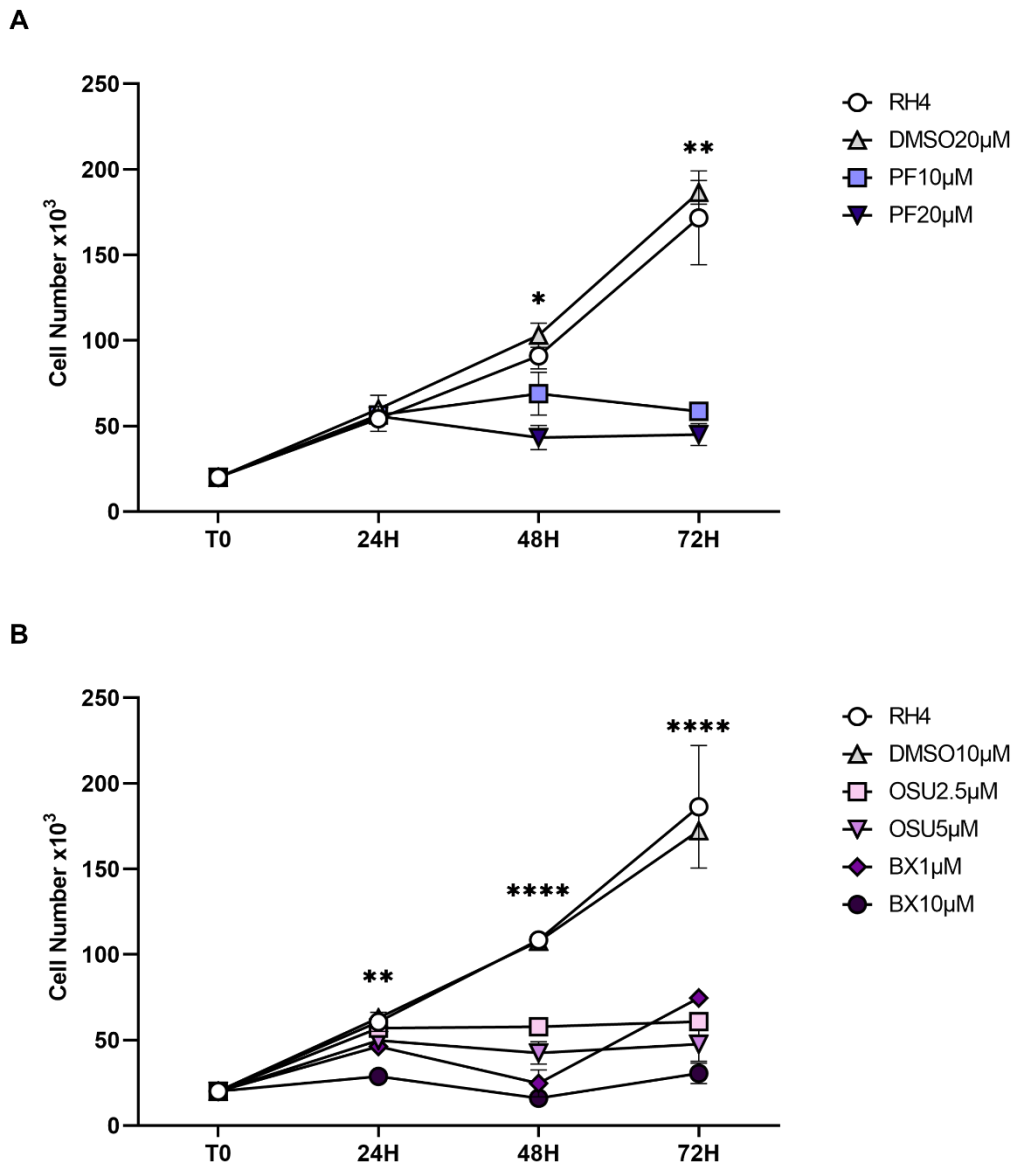 A
250
200
150
100
50
0
Cell Number x10³
T0 24H 48H 72H
*
**
RH4
DMSO20µM
PF10µM
PF20µM
B
250
200
150
100
50
0
Cell Number x10³
T0 24H 48H 72H
**
****
****
RH4
DMSO10µM
OSU2.5µM
OSU5µM
BX1µM
BX10µM